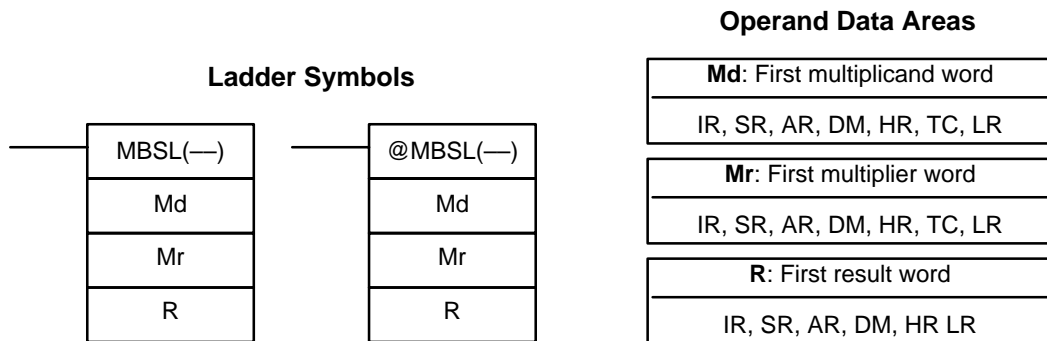 Ladder Symbols
MBSL(––)
Md
Mr
R
@MBSL(––)
Md
Mr
R
Operand Data Areas
Md: First multiplicand word
IR, SR, AR, DM, HR, TC, LR
Mr: First multiplier word
IR, SR, AR, DM, HR, TC, LR
R: First result word
IR, SR, AR, DM, HR LR